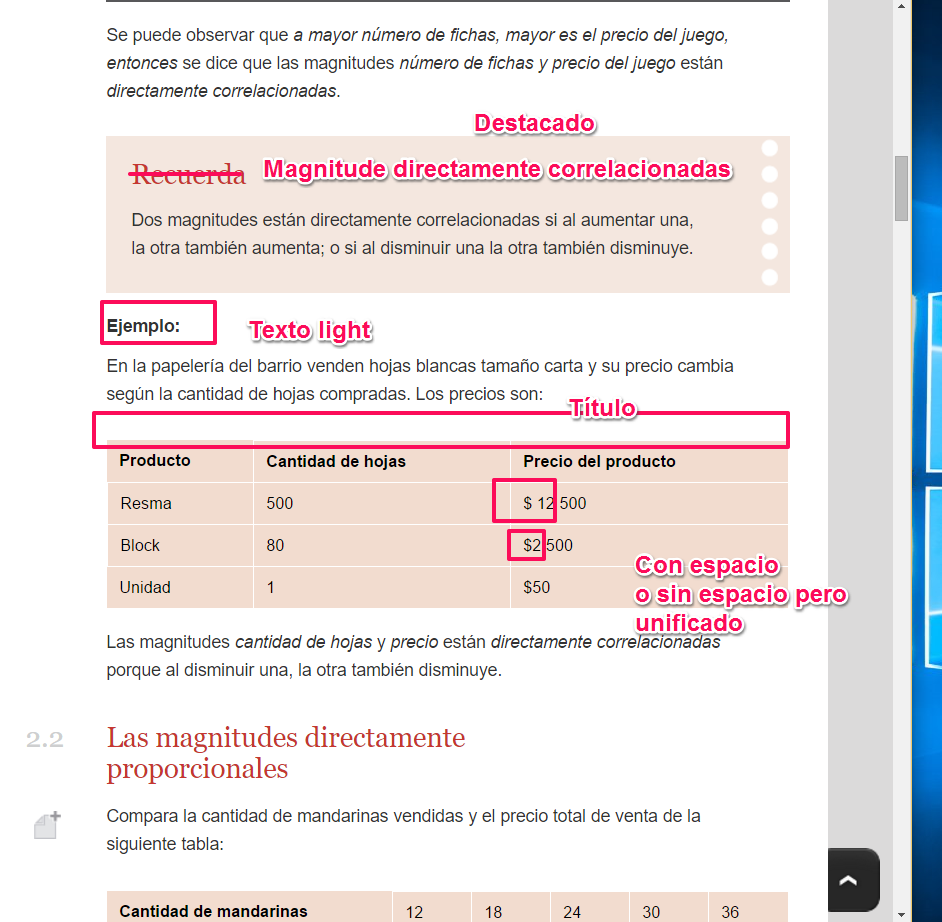 Se puede observar que a mayor número de fichas, mayor es el precio del juego,
entonces se dice que las magnitudes número de fichas y precio del juego están
directamente correlacionadas.
Destacado
Recuerda Magnitude directamente correlacionadas
Dos magnitudes están directamente correlacionadas si al aumentar una,
la otra también aumenta; o si al disminuir una la otra también disminuye.
Ejemplo: Texto light
En la papelería del barrio venden hojas blancas tamaño carta y su precio cambia
según la cantidad de hojas compradas. Los precios son:
Título
Producto Cantidad de hojas Precio del producto
Resma 500 $ 12 500
Block 80 $2 500
Unidad 1 $50
Con espacio
o sin espacio pero
unificado
Las magnitudes cantidad de hojas y precio están directamente correlacionadas
porque al disminuir una, la otra también disminuye.
2.2 Las magnitudes directamente
proporcionales
Compara la cantidad de mandarinas vendidas y el precio total de venta de la
siguiente tabla:
Cantidad de mandarinas 12 18 24 30 36